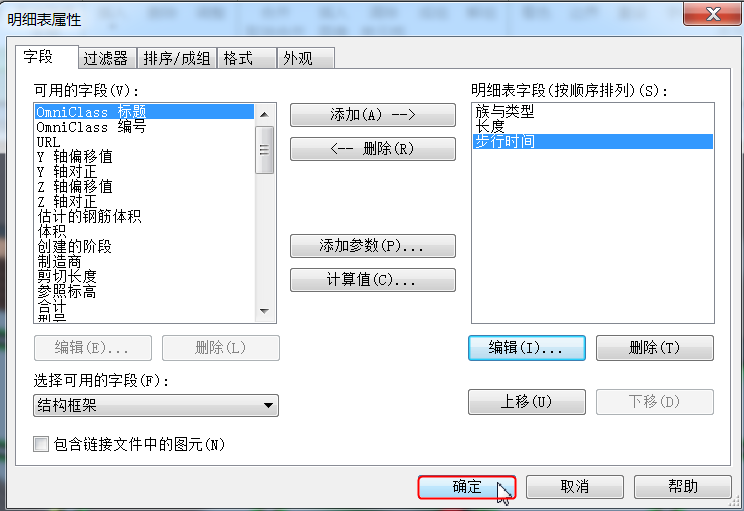 明细表属性
字段
过滤器
排序/成组
格式
外观
可用的字段(V):
OmniClass 标题
OmniClass 编号
URL
Y 轴偏移值
Y 轴对正
Z 轴偏移值
Z 轴对正
估计的钢筋体积
体积
创建的阶段
制造商
剪切长度
参照标高
合计
型号
添加(A) -->
<-- 删除(R)
添加参数(P)...
计算值(C)...
明细表字段(按顺序排列)(S):
族与类型
长度
步行时间
编辑(E)...
删除(L)
编辑(I)...
删除(T)
选择可用的字段(F):
结构框架
上移(U)
下移(D)
包含链接文件中的图元(N)
确定
取消
帮助